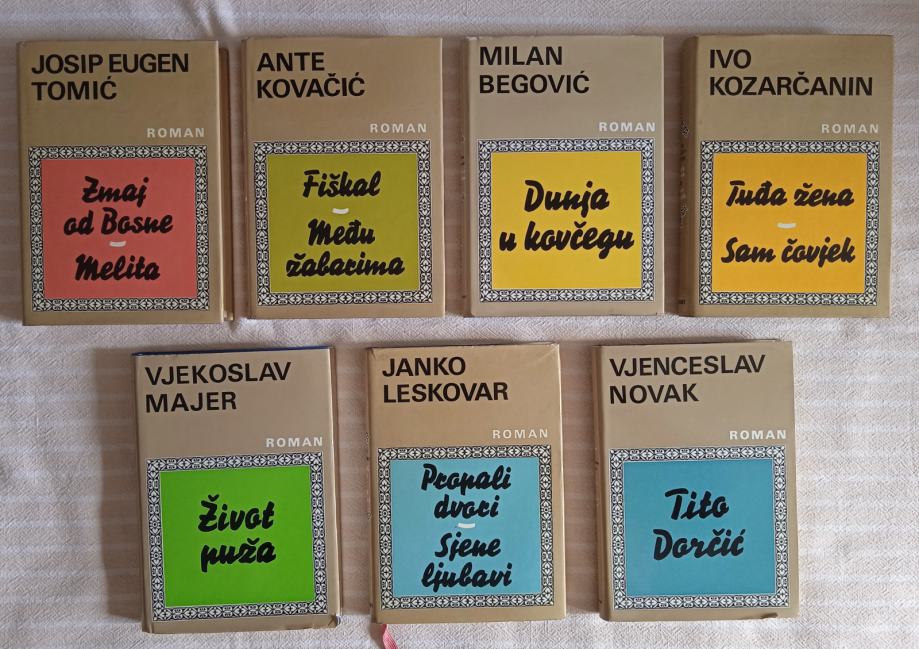 JOSIP EUGEN
TOMIĆ
ROMAN
Zmaj
od Bosne
Melita
ANTE
KOVAČIĆ
ROMAN
Fiškal
Među
žabarima
MILAN
BEGOVIĆ
ROMAN
Dunja
u kovčegu
IVO
KOZARČANIN
ROMAN
Tuđa žena
Sam čovjek
VJEKOSLAV
MAJER
ROMAN
Život
puža
JANKO
LESKOVAR
ROMAN
Propali
dvori
Sjene
ljubavi
VJENCESLAV
NOVAK
ROMAN
Tito
Dorčić